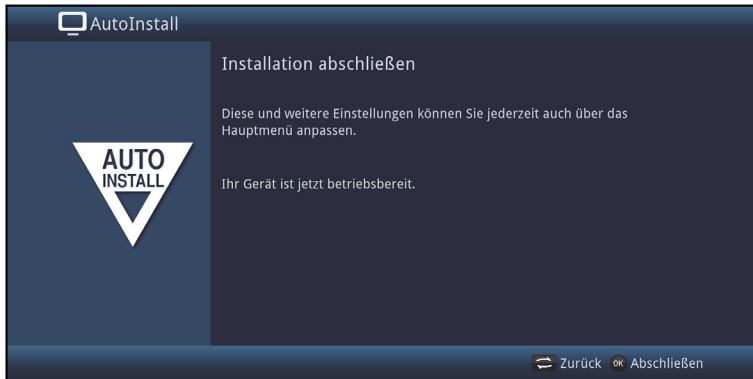 AutoInstall
Installation abschließen
Diese und weitere Einstellungen können Sie jederzeit auch über das
Hauptmenü anpassen.
AUTO
INSTALL
Ihr Gerät ist jetzt betriebsbereit.
Zurück OK Abschließen